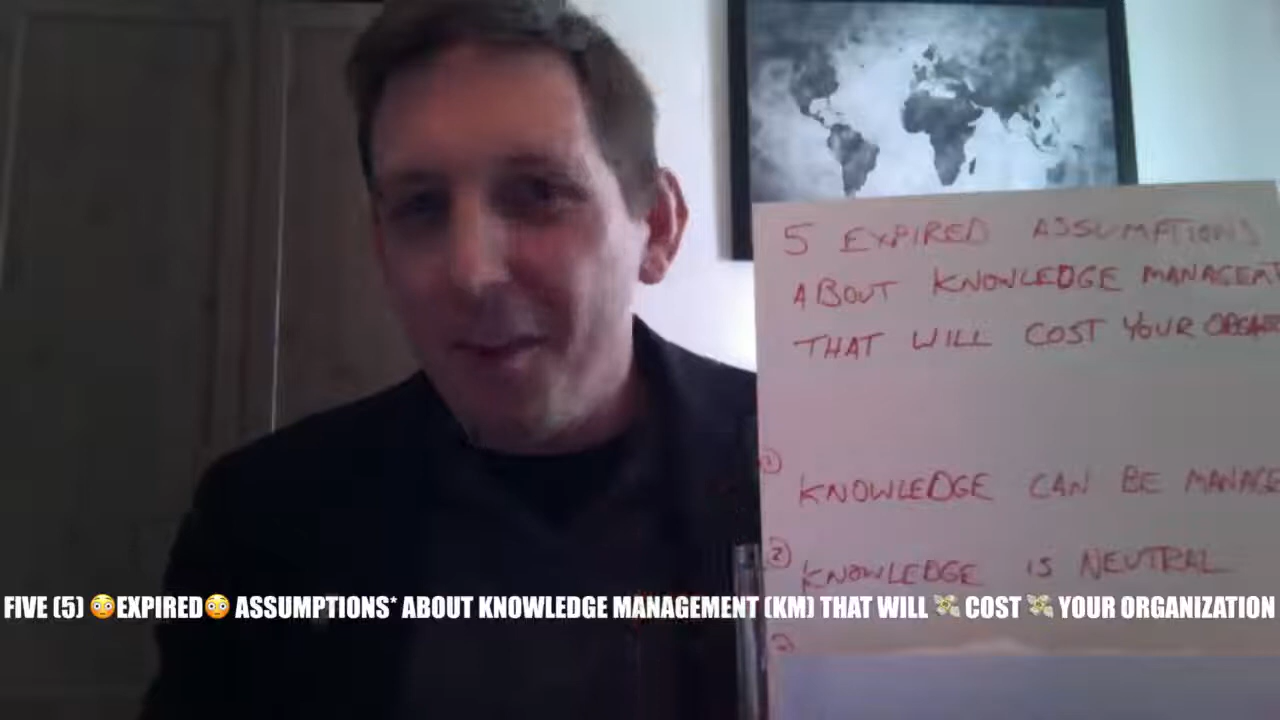 5 EXPIRED ASSUMPTIONS
ABOUT KNOWLEDGE
THAT WILL COST YOUR
1
KNOWLEDGE CAN BE
2
KNOWLEDGE IS NEUTRAL
FIVE (5) 😳EXPIRED😳 ASSUMPTIONS* ABOUT KNOWLEDGE MANAGEMENT (KM) THAT WILL 💸 COST 💸 YOUR ORGANIZATION